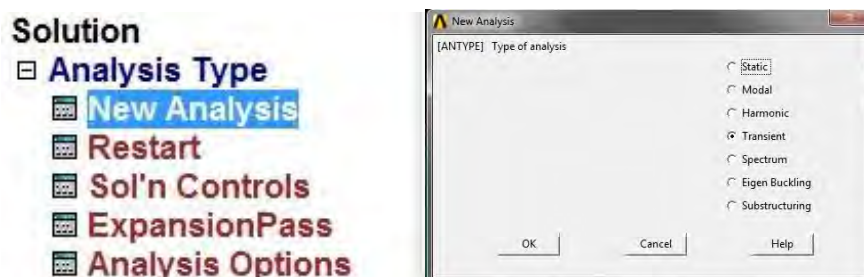 Solution
Analysis Type
New Analysis
Restart
Sol'n Controls
ExpansionPass
Analysis Options
New Analysis
[ANTYPE] Type of analysis
Static
Modal
Harmonic
Transient
Spectrum
Eigen Buckling
Substructuring
OK Cancel Help